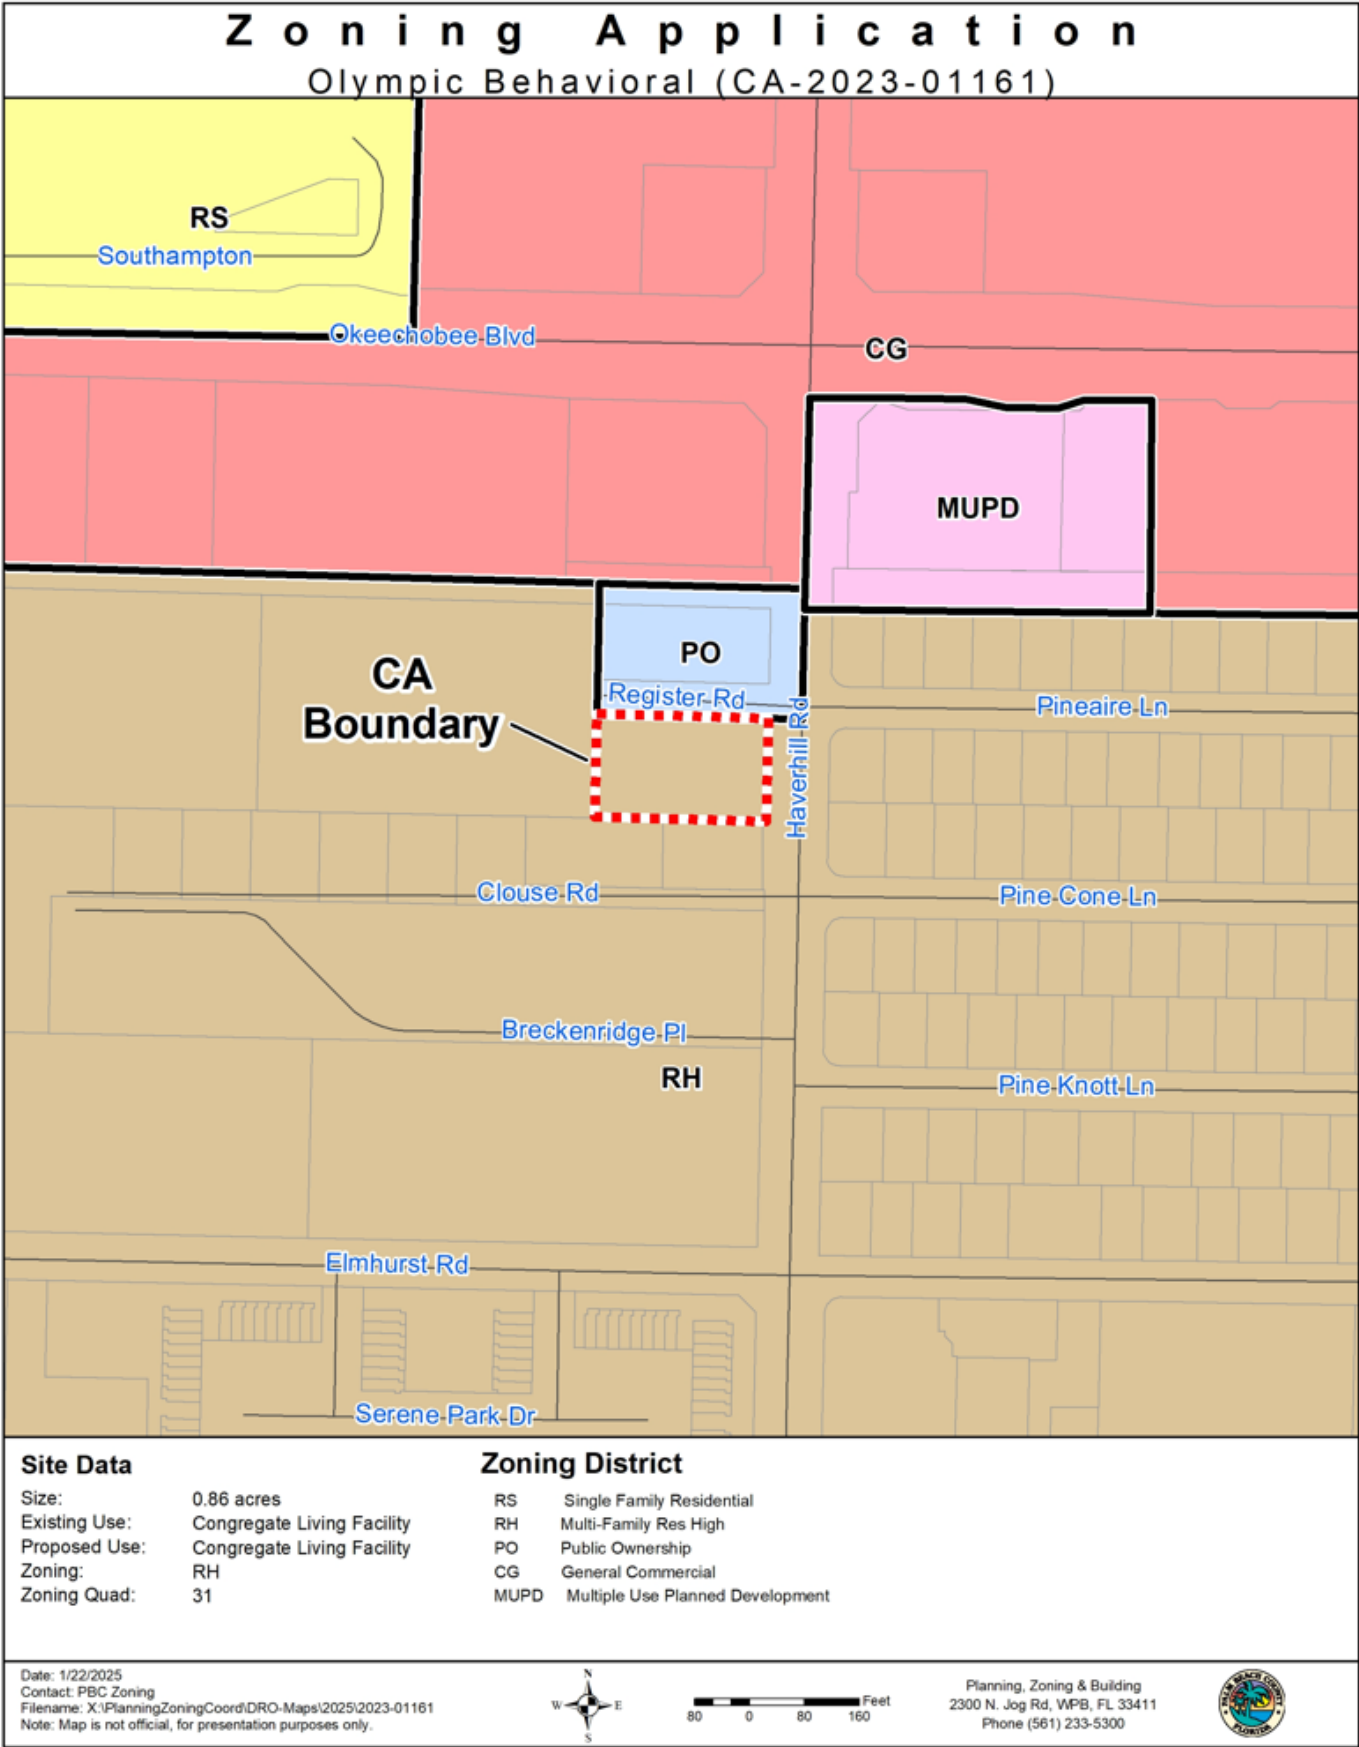 Zoning Application
Olympic Behavioral (CA-2023-01161)
RS
Southampton
Okeechobee Blvd
CG
MUPD
PO
CA
Boundary
Register Rd
Haverhill Rd
Pineaire Ln
Clouse Rd
Pine Cone Ln
Breckenridge Pl
RH
Pine Knott Ln
Elmhurst Rd
Serene Park Dr
Site Data
Size: 0.86 acres
Existing Use: Congregate Living Facility
Proposed Use: Congregate Living Facility
Zoning: RH
Zoning Quad: 31
Zoning District
RS Single Family Residential
RH Multi-Family Res High
PO Public Ownership
CG General Commercial
MUPD Multiple Use Planned Development
Date: 1/22/2025
Contact: PBC Zoning
Filename: X:\PlanningZoningCoord\DRO-Maps\2025\2023-01161
Note: Map is not official, for presentation purposes only.
N
W E
S
Feet
80 0 80 160
Planning, Zoning & Building
2300 N. Jog Rd, WPB, FL 33411
Phone (561) 233-5300
PALM BEACH COUNTY
FLORIDA